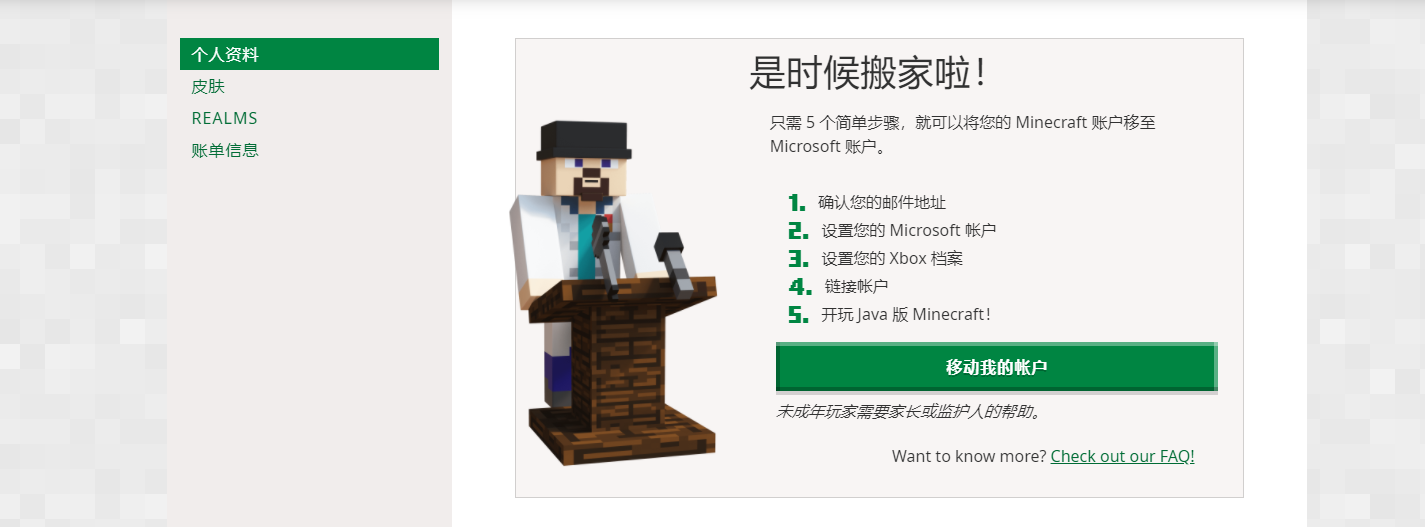 个人资料
皮肤
REALMS
账单信息
是时候搬家啦！
只需 5 个简单步骤，就可以将您的 Minecraft 账户移至
Microsoft 账户。
1. 确认您的邮件地址
2. 设置您的 Microsoft 帐户
3. 设置您的 Xbox 档案
4. 链接帐户
5. 开玩 Java 版 Minecraft！
移动我的帐户
未成年玩家需要家长或监护人的帮助。
Want to know more? Check out our FAQ!